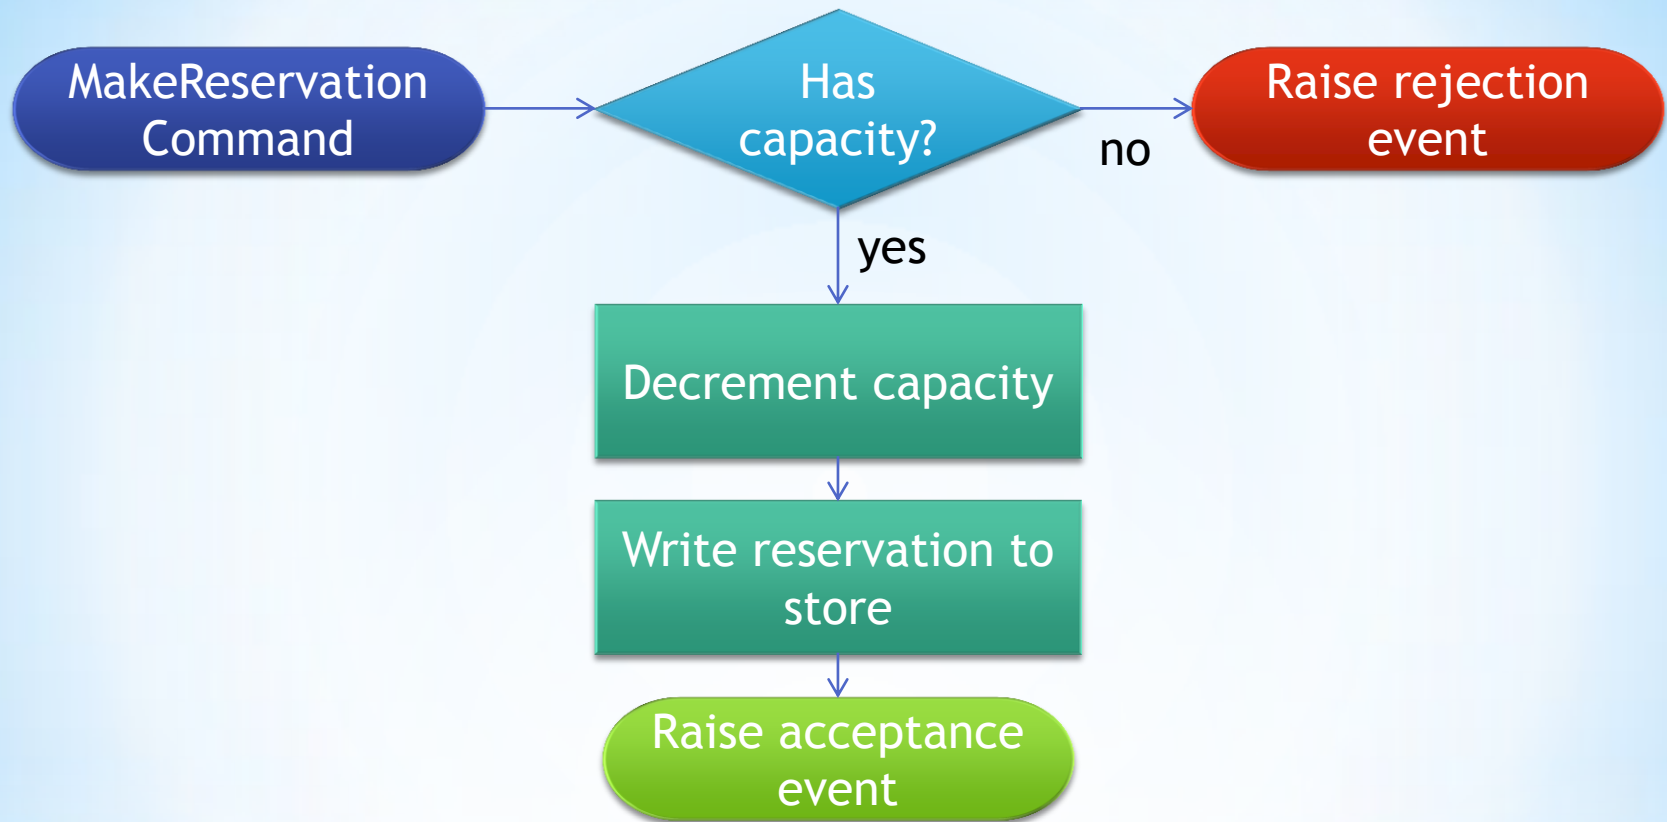 MakeReservation
Command
Has
capacity?
no
Raise rejection
event
yes
Decrement capacity
Write reservation to
store
Raise acceptance
event